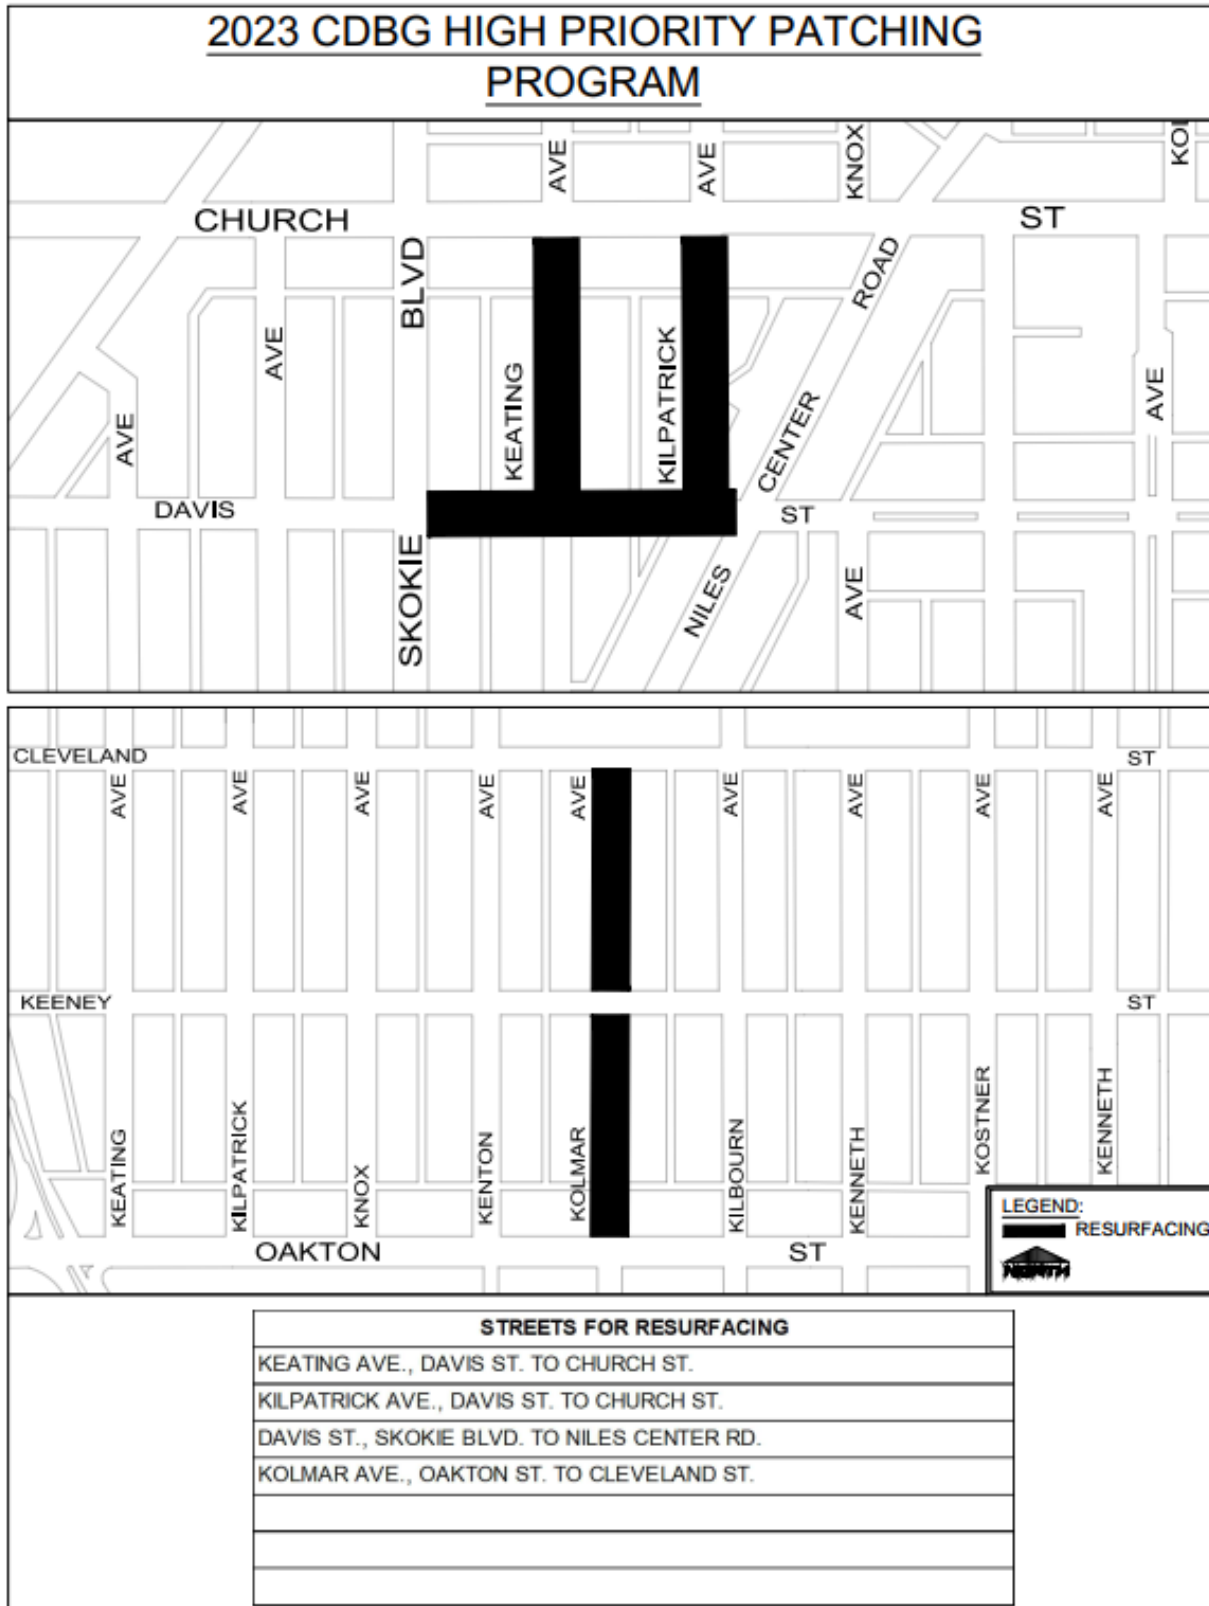 2023 CDBG HIGH PRIORITY PATCHING
PROGRAM
AVE
AVE
KNOX
CHURCH
ST
BLVD
ROAD
AVE
AVE
AVE
KEATING
KILPATRICK
CENTER
DAVIS
ST
SKOKIE
NILES
AVE
AVE
CLEVELAND
ST
AVE
AVE
AVE
AVE
AVE
AVE
AVE
AVE
AVE
KEENEY
ST
KEATING
KILPATRICK
KNOX
KENTON
KOLMAR
KILBOURN
KENNETH
KOSTNER
KENNETH
OAKTON
ST
LEGEND:
RESURFACING
NORTH
STREETS FOR RESURFACING
KEATING AVE., DAVIS ST. TO CHURCH ST.
KILPATRICK AVE., DAVIS ST. TO CHURCH ST.
DAVIS ST., SKOKIE BLVD. TO NILES CENTER RD.
KOLMAR AVE., OAKTON ST. TO CLEVELAND ST.